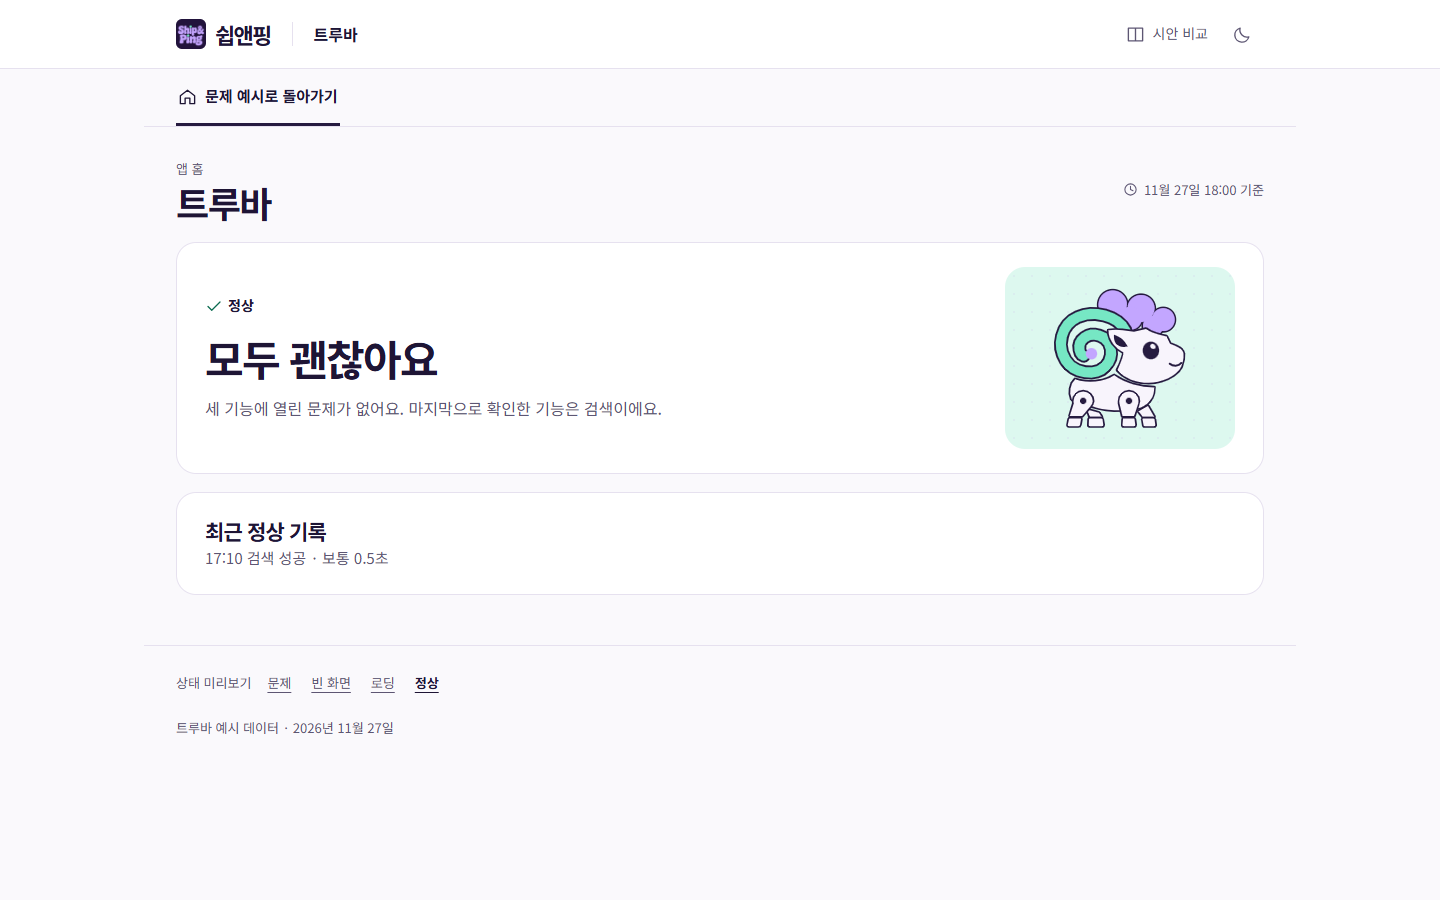 Ship&
Ping
쉽앤핑
트루바
시안 비교
문제 예시로 돌아가기
앱 홈
트루바
11월 27일 18:00 기준
정상
모두 괜찮아요
세 기능에 열린 문제가 없어요. 마지막으로 확인한 기능은 검색이에요.
최근 정상 기록
17:10 검색 성공 · 보통 0.5초
상태 미리보기 문제 빈 화면 로딩 정상
트루바 예시 데이터 · 2026년 11월 27일